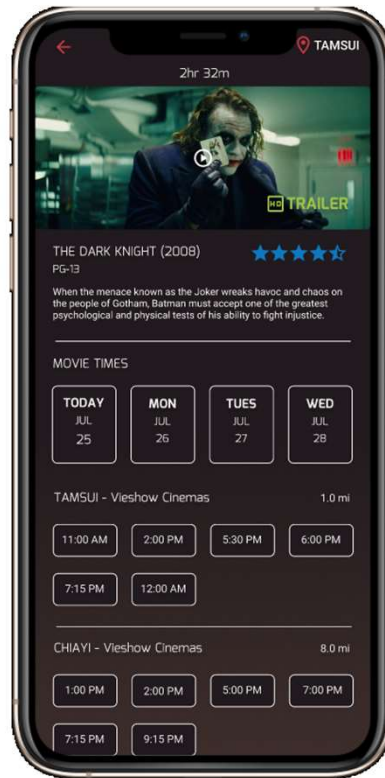 TAMSUI
2hr 32m
HD TRAILER
THE DARK KNIGHT (2008)
PG-13
When the menace known as the Joker wreaks havoc and chaos on
the people of Gotham, Batman must accept one of the greatest
psychological and physical tests of his ability to fight injustice.
MOVIE TIMES
TODAY MON TUES WED
JUL JUL JUL JUL
25 26 27 28
TAMSUI - Vieshow Cinemas 1.0 mi
11:00 AM 2:00 PM 5:30 PM 6:00 PM
7:15 PM 12:00 AM
CHIAYI - Vieshow Cinemas 8.0 mi
1:00 PM 2:00 PM 5:00 PM 7:00 PM
7:15 PM 9:15 PM